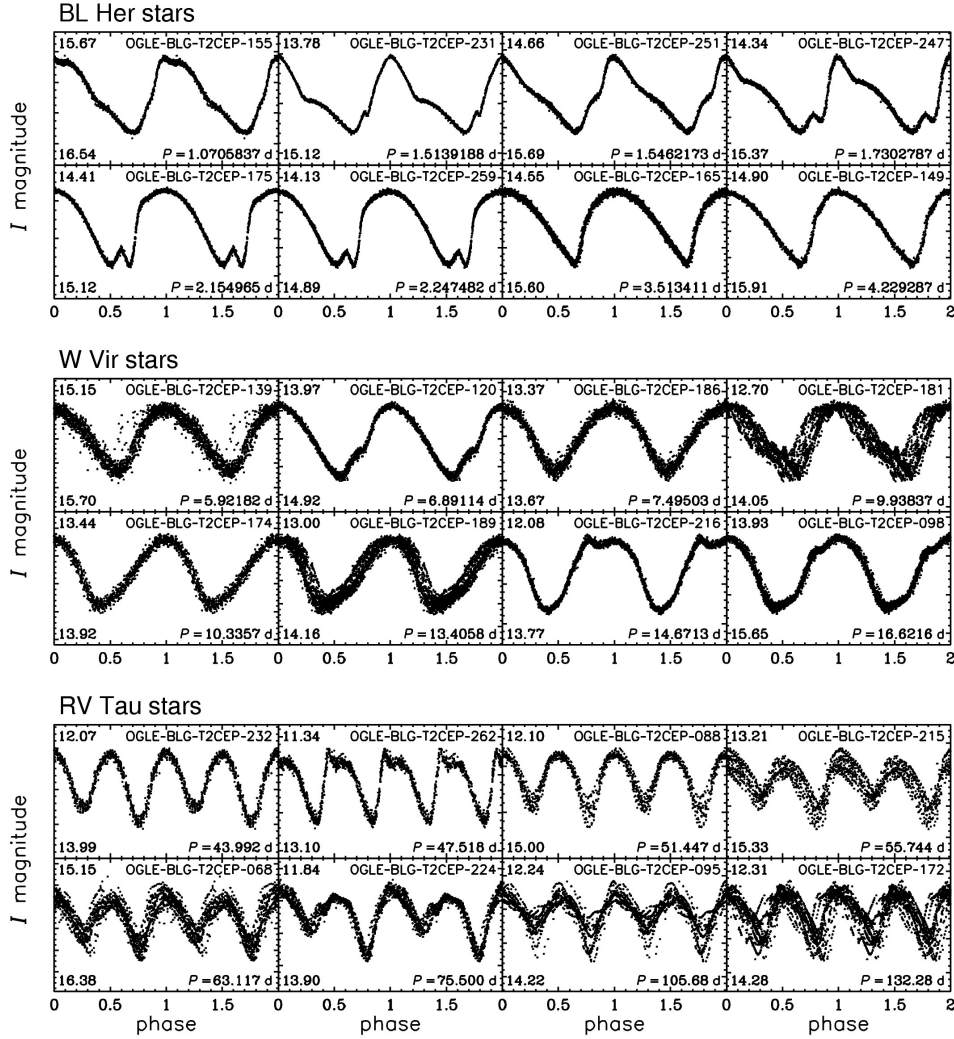 BL Her stars
15.67 OGLE-BLG-T2CEP-155 13.78 OGLE-BLG-T2CEP-231 14.66 OGLE-BLG-T2CEP-251 14.34 OGLE-BLG-T2CEP-247
16.54 P=1.0705837 d 15.12 P=1.5139188 d 15.69 P=1.5462173 d 15.37 P=1.7302787 d
14.41 OGLE-BLG-T2CEP-175 14.13 OGLE-BLG-T2CEP-259 14.55 OGLE-BLG-T2CEP-165 14.90 OGLE-BLG-T2CEP-149
15.12 P=2.154965 d 14.89 P=2.247482 d 15.60 P=3.513411 d 15.91 P=4.229287 d
I magnitude
0 0.5 1 0.5 1 0.5 1 0.5 1 1.5 2
W Vir stars
15.15 OGLE-BLG-T2CEP-139 13.97 OGLE-BLG-T2CEP-120 13.37 OGLE-BLG-T2CEP-186 12.70 OGLE-BLG-T2CEP-181
15.70 P=5.92182 d 14.92 P=6.89114 d 13.67 P=7.49503 d 14.05 P=9.93837 d
13.44 OGLE-BLG-T2CEP-174 13.00 OGLE-BLG-T2CEP-189 12.08 OGLE-BLG-T2CEP-216 13.93 OGLE-BLG-T2CEP-098
13.92 P=10.3357 d 14.16 P=13.4058 d 13.77 P=14.6713 d 15.65 P=16.6216 d
I magnitude
0 0.5 1 1.5 0 0.5 1 1.5 0 0.5 1 1.5 0 0.5 1 1.5 2
RV Tau stars
12.07 OGLE-BLG-T2CEP-232 11.34 OGLE-BLG-T2CEP-262 12.10 OGLE-BLG-T2CEP-088 13.21 OGLE-BLG-T2CEP-215
13.99 P=43.992 d 13.10 P=47.518 d 15.00 P=51.447 d 15.33 P=55.744 d
15.15 OGLE-BLG-T2CEP-068 11.84 OGLE-BLG-T2CEP-224 12.24 OGLE-BLG-T2CEP-095 12.31 OGLE-BLG-T2CEP-172
16.38 P=63.117 d 13.90 P=75.500 d 14.22 P=105.68 d 14.28 P=132.28 d
I magnitude
0 0.5 1 1.5 0 0.5 1 1.5 0 0.5 1 1.5 0 0.5 1 1.5 2
phase phase phase phase